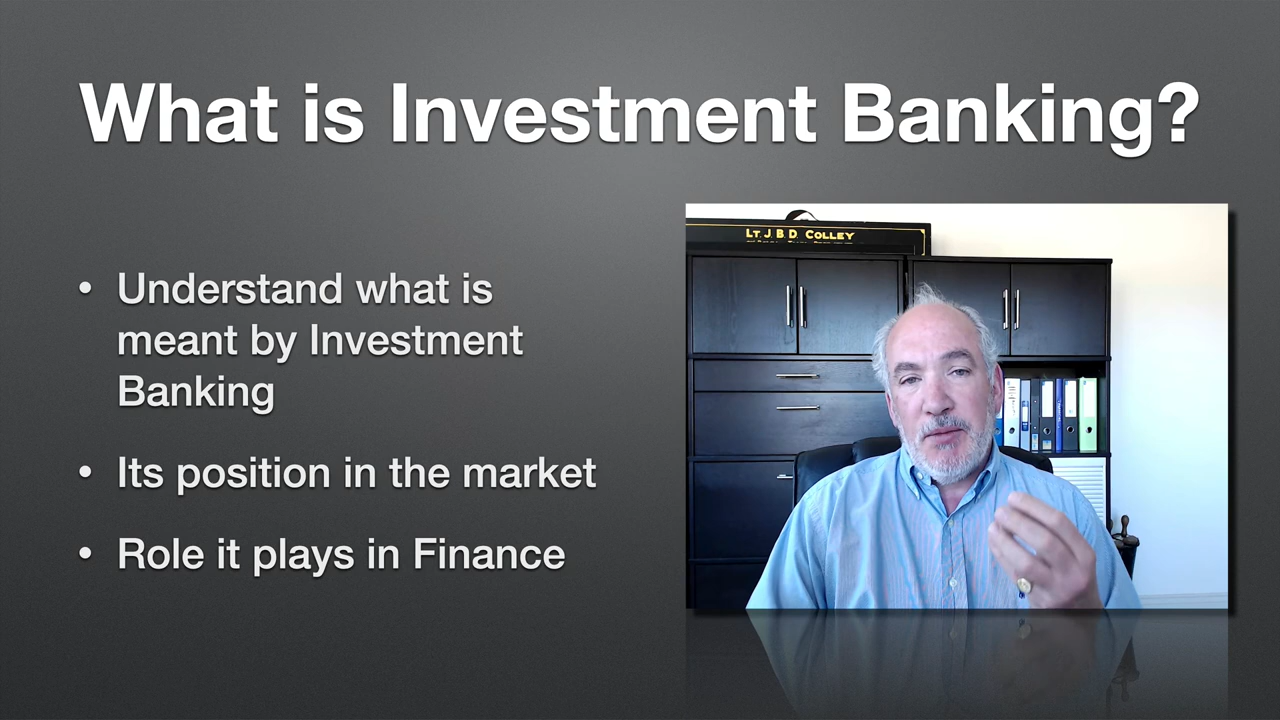 What is Investment Banking?
• Understand what is
meant by Investment
Banking
• Its position in the market
• Role it plays in Finance
LT. J. B. D COLLEY